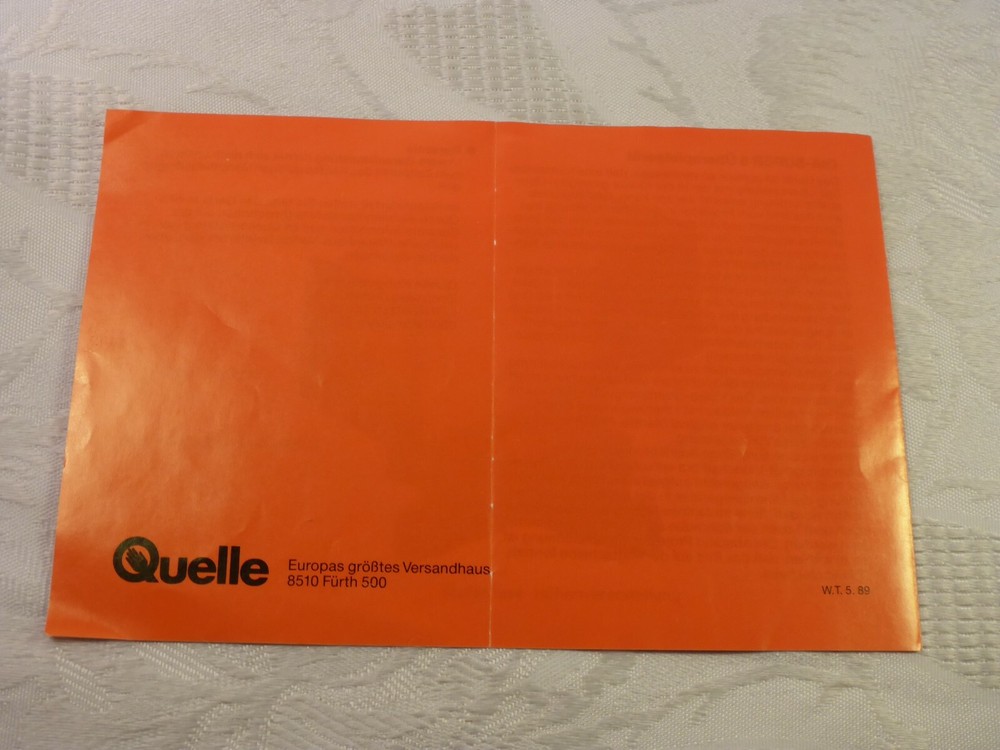 Quelle
Europas größtes Versandhaus
8510 Fürth 500
W.T. 5. 89